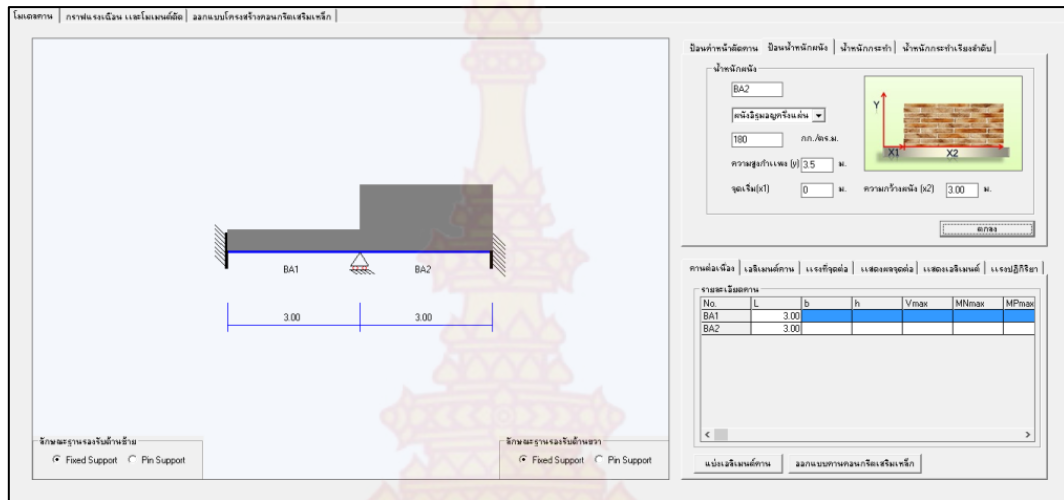 โมเดลคาน กราฟแรงเฉือน และโมเมนต์ดัด ออกแบบโครงสร้างคอนกรีตเสริมเหล็ก
BA1 BA2
3.00 3.00
ลักษณะฐานรองรับด้านซ้าย
Fixed Support Pin Support
ลักษณะฐานรองรับด้านขวา
Fixed Support Pin Support
ป้อนค่าหน้าตัดคาน ป้อนน้ำหนักผนัง น้ำหนักกระทำ น้ำหนักกระทำเรียงลำดับ
น้ำหนักผนัง
BA2
ผนังอิฐมอญครึ่งแผ่น
180 กก./ตร.ม.
ความสูงกำแพง (y) 3.5 ม.
จุดเริ่ม(x1) 0 ม. ความกว้างผนัง (x2) 3.00 ม.
Y
X1 X2
ตกลง
คานต่อเนื่อง เอลิเมนต์คาน แรงที่จุดต่อ แสดงผลจุดต่อ แสดงเอลิเมนต์ แรงปฏิกิริยา
รายละเอียดคาน
No. L b h Vmax MNmax MPmax
BA1 3.00
BA2 3.00
แบ่งเอลิเมนต์คาน ออกแบบคานคอนกรีตเสริมเหล็ก